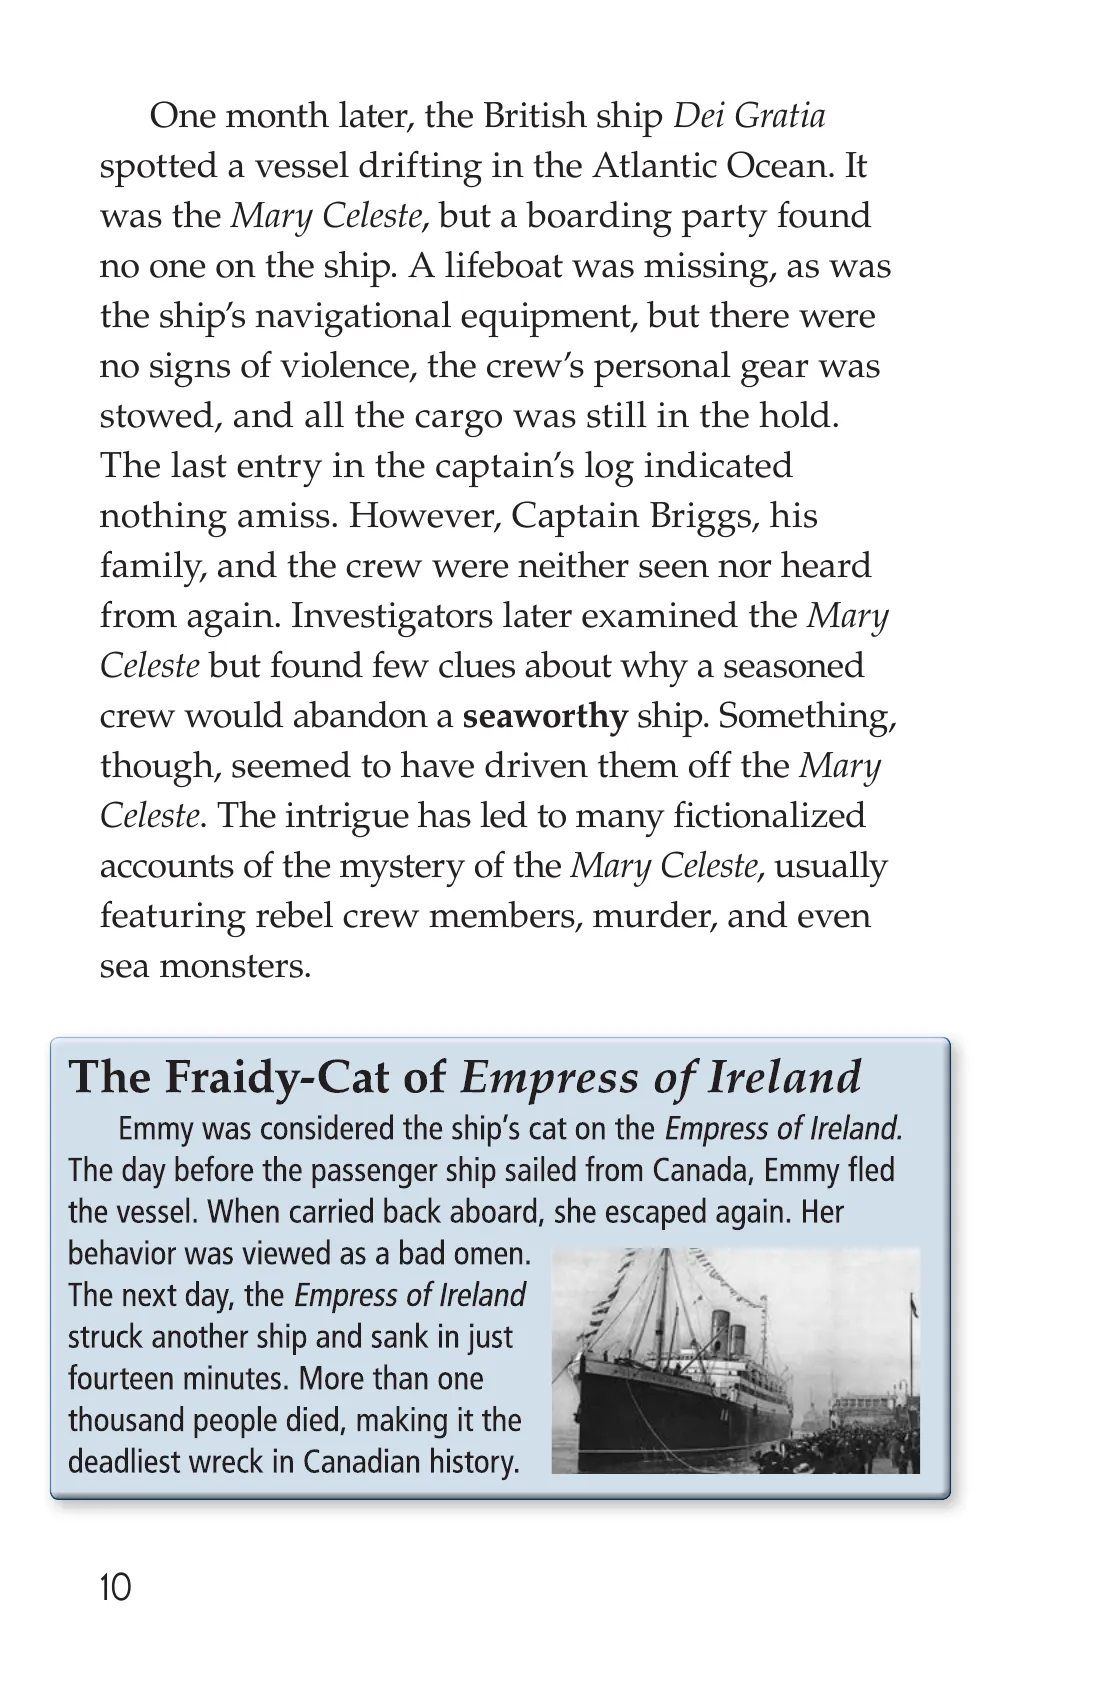 One month later, the British ship Dei Gratia
spotted a vessel drifting in the Atlantic Ocean. It
was the Mary Celeste, but a boarding party found
no one on the ship. A lifeboat was missing, as was
the ship’s navigational equipment, but there were
no signs of violence, the crew’s personal gear was
stowed, and all the cargo was still in the hold.
The last entry in the captain’s log indicated
nothing amiss. However, Captain Briggs, his
family, and the crew were neither seen nor heard
from again. Investigators later examined the Mary
Celeste but found few clues about why a seasoned
crew would abandon a seaworthy ship. Something,
though, seemed to have driven them off the Mary
Celeste. The intrigue has led to many fictionalized
accounts of the mystery of the Mary Celeste, usually
featuring rebel crew members, murder, and even
sea monsters.
The Fraidy-Cat of Empress of Ireland
Emmy was considered the ship’s cat on the Empress of Ireland.
The day before the passenger ship sailed from Canada, Emmy fled
the vessel. When carried back aboard, she escaped again. Her
behavior was viewed as a bad omen.
The next day, the Empress of Ireland
struck another ship and sank in just
fourteen minutes. More than one
thousand people died, making it the
deadliest wreck in Canadian history.
10